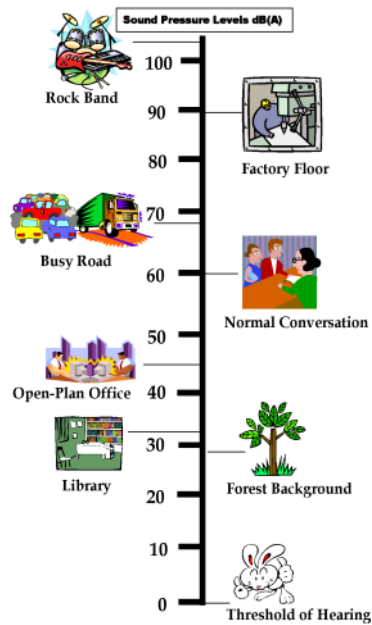 Sound Pressure Levels dB(A)
100
Rock Band
90
Factory Floor
80
70
Busy Road
60
Normal Conversation
50
40
Open-Plan Office
30
Library
Forest Background
20
10
0
Threshold of Hearing